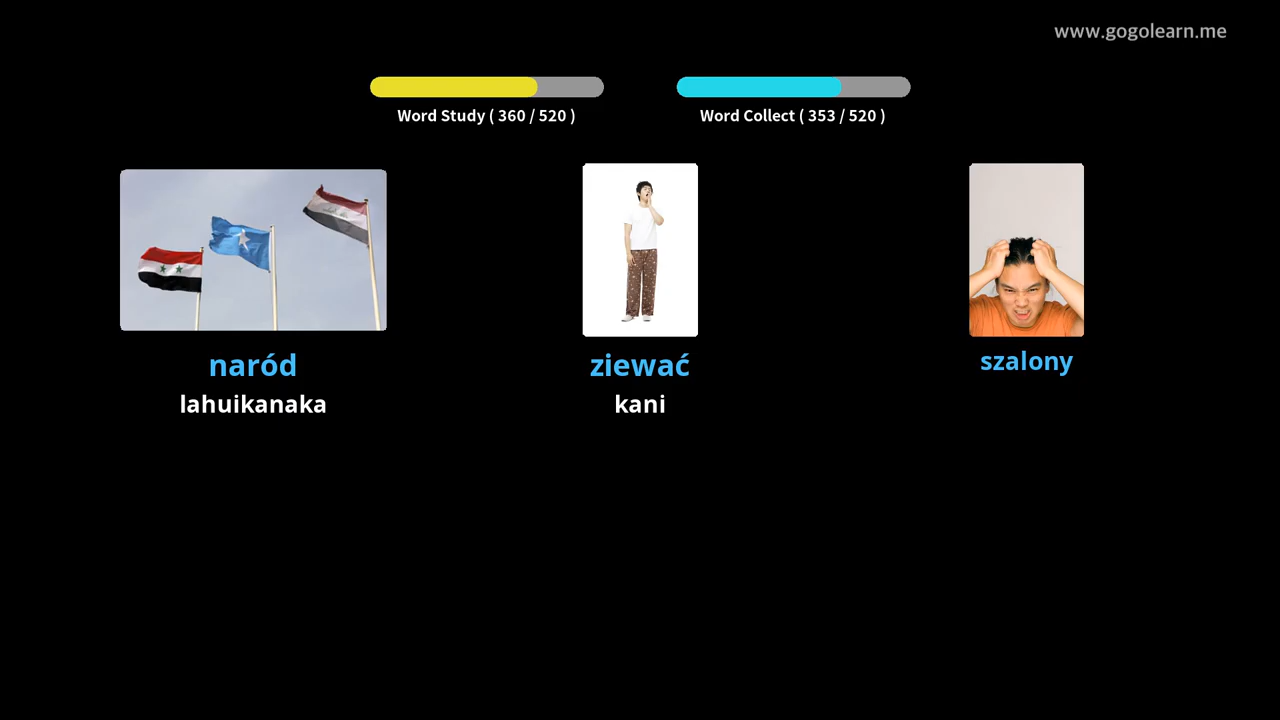 www.gogolearn.me
Word Study ( 360 / 520 )
Word Collect ( 353 / 520 )
naród
lahuikanaka
ziewać
kani
szalony